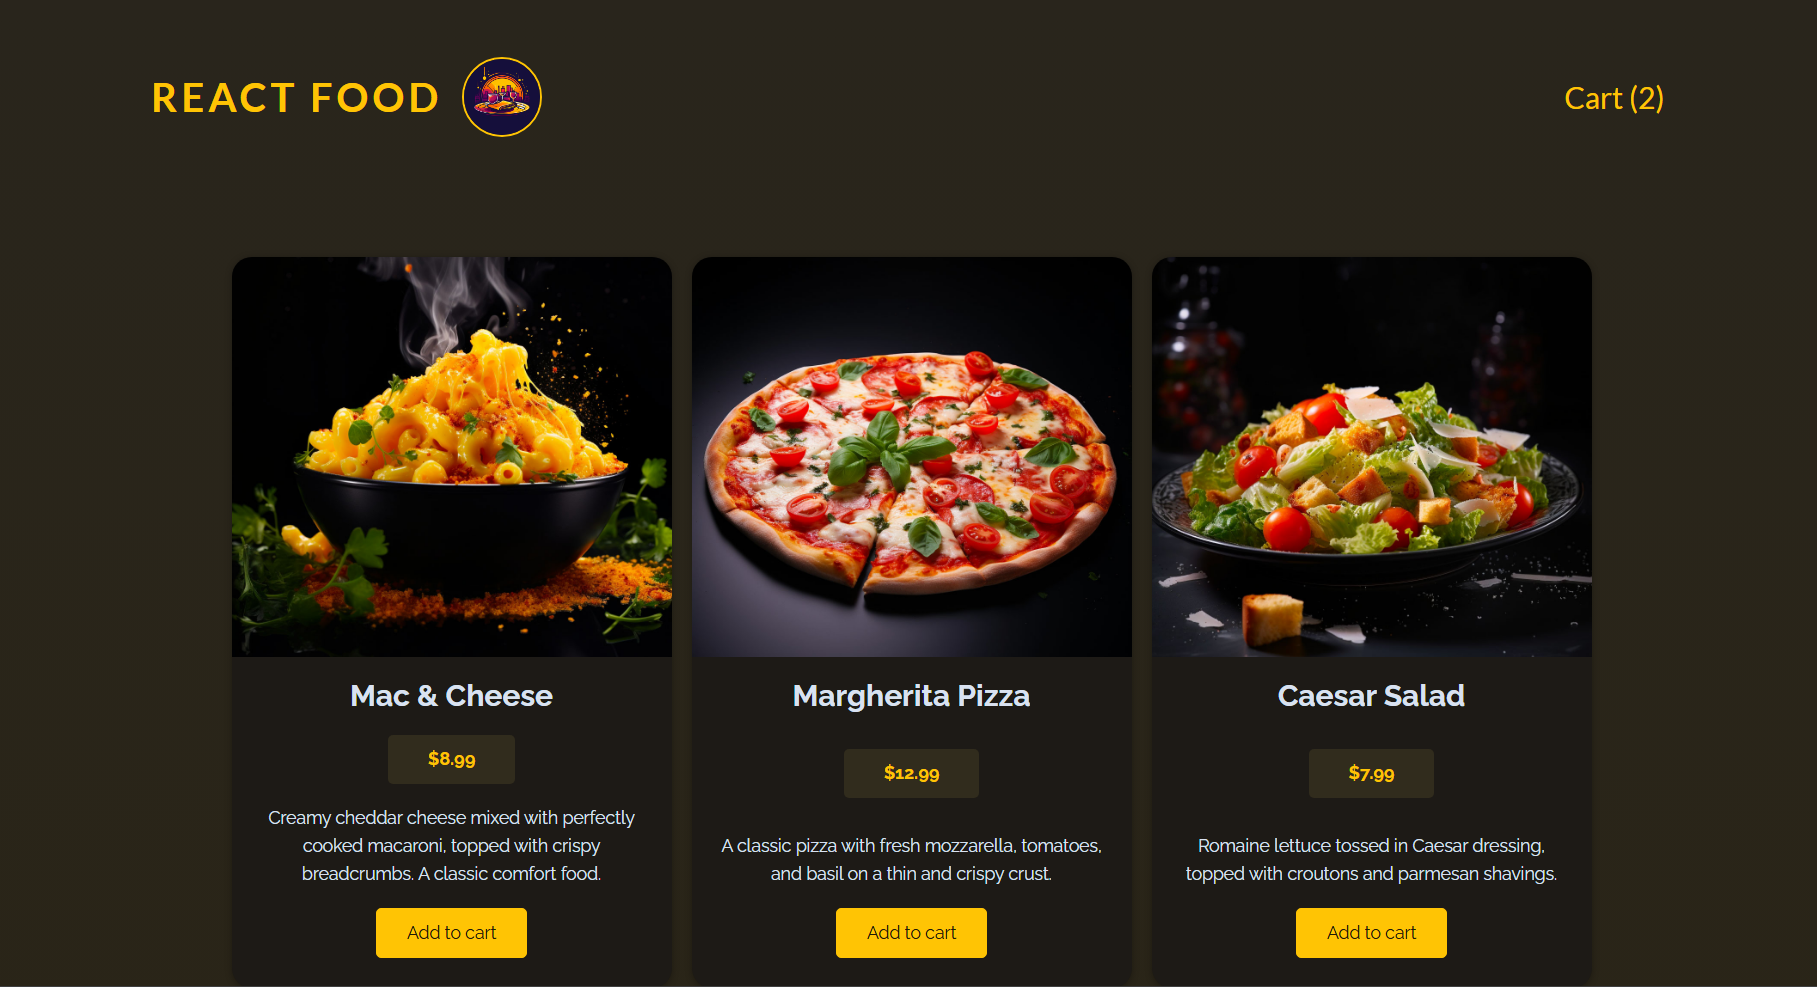 REACT FOOD
Cart (2)
Mac & Cheese
$8.99
Creamy cheddar cheese mixed with perfectly
cooked macaroni, topped with crispy
breadcrumbs. A classic comfort food.
Add to cart
Margherita Pizza
$12.99
A classic pizza with fresh mozzarella, tomatoes,
and basil on a thin and crispy crust.
Add to cart
Caesar Salad
$7.99
Romaine lettuce tossed in Caesar dressing,
topped with croutons and parmesan shavings.
Add to cart